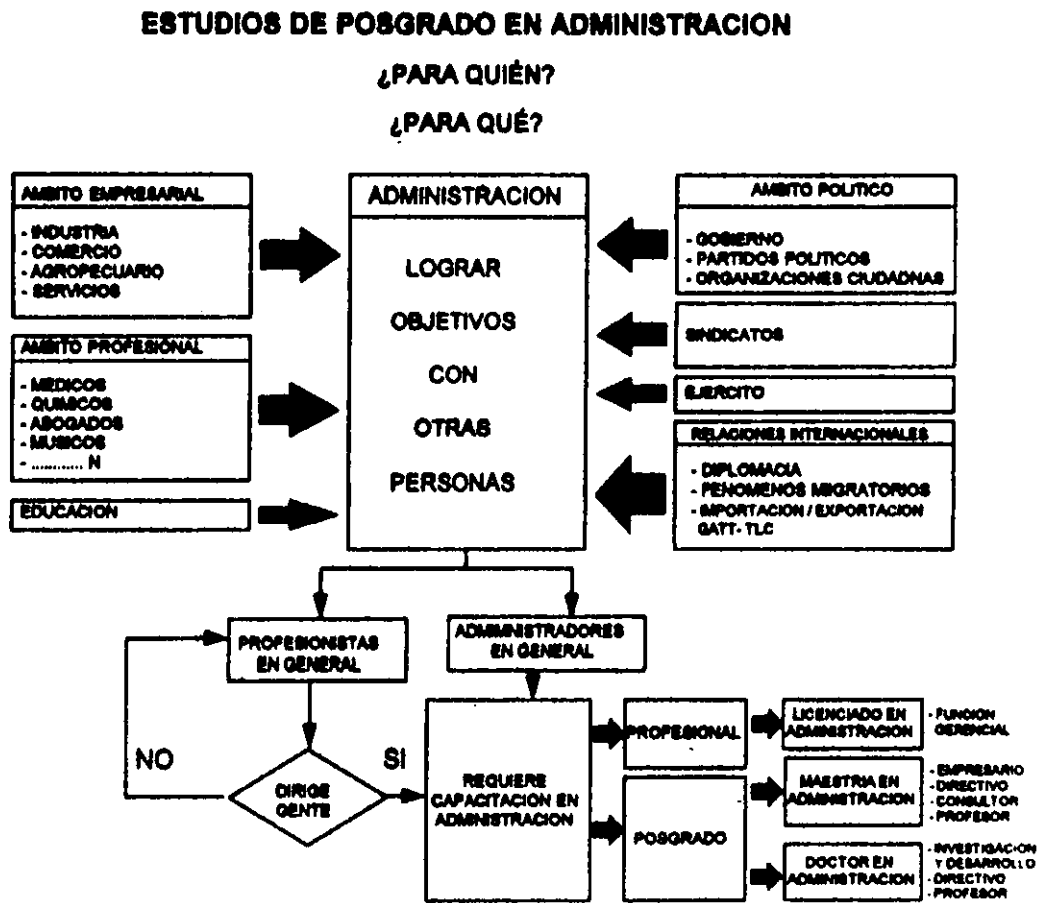 ESTUDIOS DE POSGRADO EN ADMINISTRACION
¿PARA QUIÉN?
¿PARA QUÉ?
AMBITO EMPRESARIAL
- INDUSTRIA
- COMERCIO
- AGROPECUARIO
- SERVICIOS
AMBITO PROFESIONAL
- MEDICOS
- QUIMICOS
- ABOGADOS
- MUSICOS
- ........... N
EDUCACION
ADMINISTRACION
LOGRAR
OBJETIVOS
CON
OTRAS
PERSONAS
AMBITO POLITICO
- GOBIERNO
- PARTIDOS POLITICOS
- ORGANIZACIONES CIUDADNAS
SINDICATOS
EJERCITO
RELACIONES INTERNACIONALES
- DIPLOMACIA
- FENOMENOS MIGRATORIOS
- IMPORTACION / EXPORTACION
GATT- TLC
PROFESIONISTAS
EN GENERAL
ADMIMNISTRADORES
EN GENERAL
NO
DIRIGE
GENTE
SI
REQUIERE
CAPACITACION EN
ADMINISTRACION
PROFESIONAL
POSGRADO
LICENCIADO EN
ADMINISTRACION
- FUNCION
GERENCIAL
MAESTRIA EN
ADMINISTRACION
- EMPRESARIO
- DIRECTIVO
- CONSULTOR
- PROFESOR
DOCTOR EN
ADMINISTRACION
- INVESTIGACION
Y DESARROLLO
- DIRECTIVO
- PROFESOR